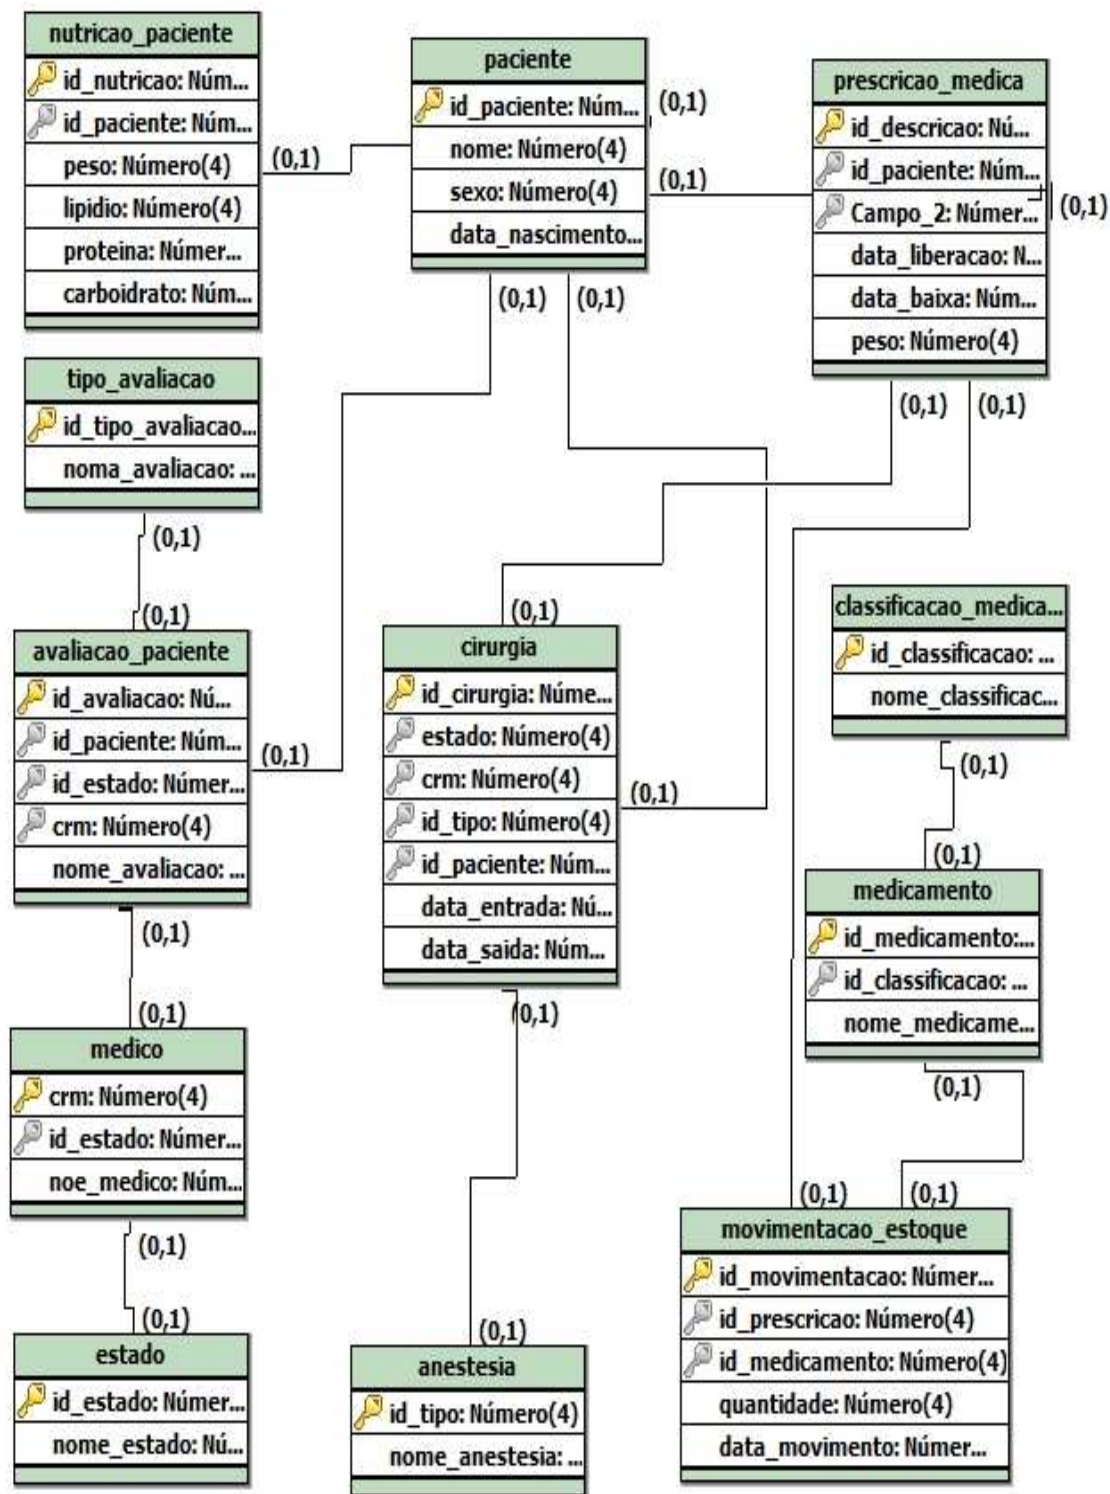 nutricao_paciente
id_nutricao: Núm...
id_paciente: Núm...
peso: Número(4)
lipidio: Número(4)
proteina: Númer...
carboidrato: Núm...
(0,1)
paciente
id_paciente: Núm...
nome: Número(4)
sexo: Número(4)
data_nascimento...
(0,1)
(0,1)
(0,1)
(0,1)
prescricao_medica
id_descricao: Nú...
id_paciente: Núm...
Campo_2: Númer...
data_liberacao: N...
data_baixa: Núm...
peso: Número(4)
(0,1)
(0,1)
(0,1)
tipo_avaliacao
id_tipo_avaliacao...
noma_avaliacao: ...
(0,1)
(0,1)
avaliacao_paciente
id_avaliacao: Nú...
id_paciente: Núm...
id_estado: Númer...
crm: Número(4)
nome_avaliacao: ...
(0,1)
(0,1)
(0,1)
cirurgia
id_cirurgia: Núme...
estado: Número(4)
crm: Número(4)
id_tipo: Número(4)
id_paciente: Núm...
data_entrada: Nú...
data_saida: Núm...
(0,1)
(0,1)
classificacao_medica...
id_classificacao: ...
nome_classificac...
(0,1)
(0,1)
medicamento
id_medicamento:...
id_classificacao: ...
nome_medicame...
(0,1)
(0,1)
medico
crm: Número(4)
id_estado: Númer...
noe_medico: Núm...
(0,1)
(0,1)
estado
id_estado: Númer...
nome_estado: Nú...
(0,1)
anestesia
id_tipo: Número(4)
nome_anestesia: ...
(0,1)
(0,1)
movimentacao_estoque
id_movimentacao: Númer...
id_prescricao: Número(4)
id_medicamento: Número(4)
quantidade: Número(4)
data_movimento: Númer...